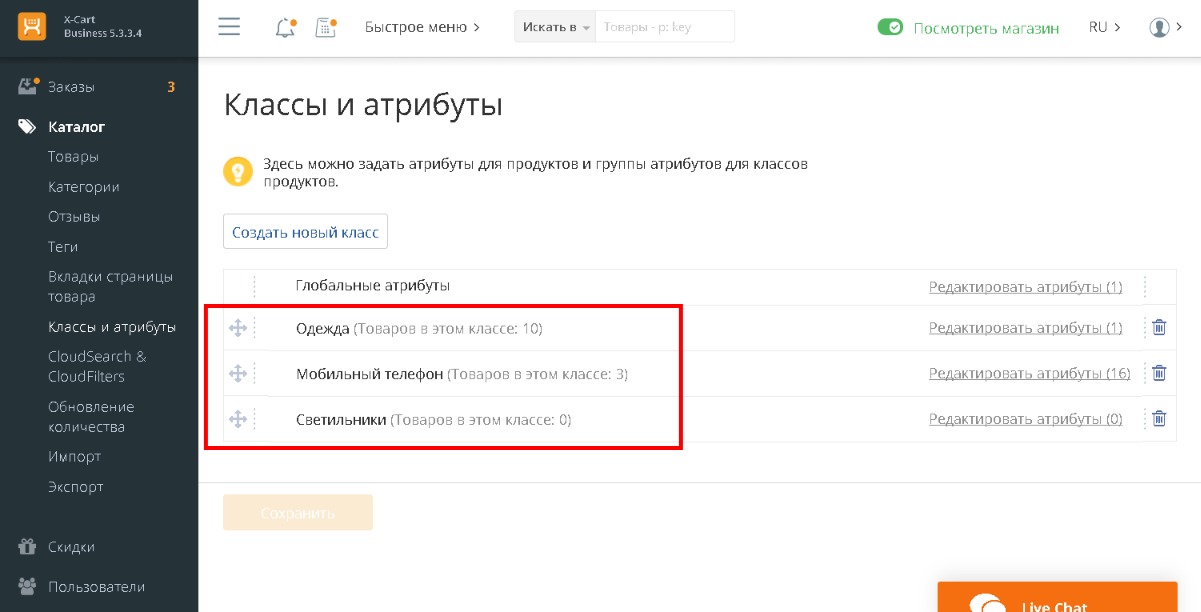 X-Cart
Business 5.3.3.4
Быстрое меню
Искать в
Товары - p: key
Посмотреть магазин
RU
Заказы 3
Каталог
Товары
Категории
Отзывы
Теги
Вкладки страницы
товара
Классы и атрибуты
CloudSearch &
CloudFilters
Обновление
количества
Импорт
Экспорт
Скидки
Пользователи
Классы и атрибуты
Здесь можно задать атрибуты для продуктов и группы атрибутов для классов
продуктов.
Создать новый класс
Глобальные атрибуты Редактировать атрибуты (1)
Одежда (Товаров в этом классе: 10) Редактировать атрибуты (1)
Мобильный телефон (Товаров в этом классе: 3) Редактировать атрибуты (16)
Светильники (Товаров в этом классе: 0) Редактировать атрибуты (0)
Сохранить
Live Chat